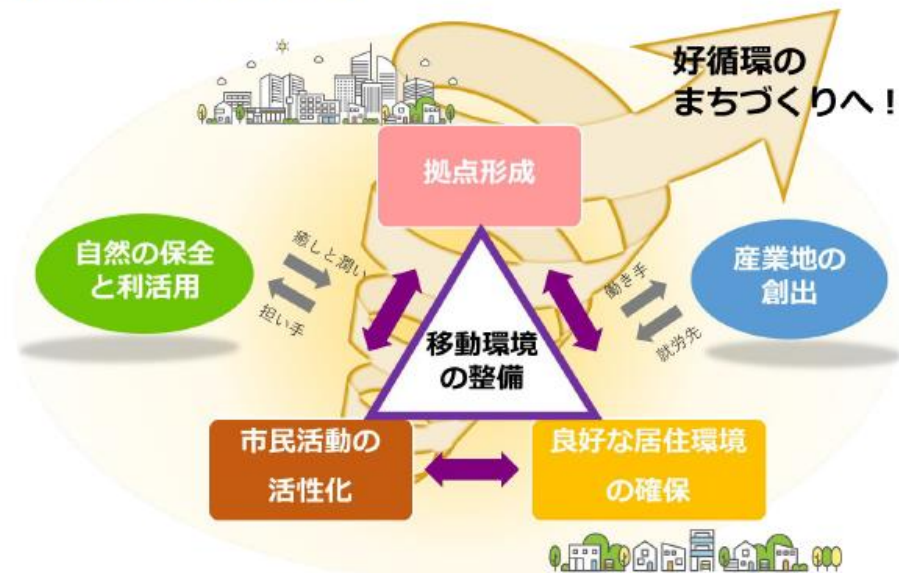 好循環の
まちづくりへ！
拠点形成
自然の保全
と利活用
癒しと潤い
担い手
働き手
就労先
産業地の
創出
移動環境
の整備
市民活動の
活性化
良好な居住環境
の確保